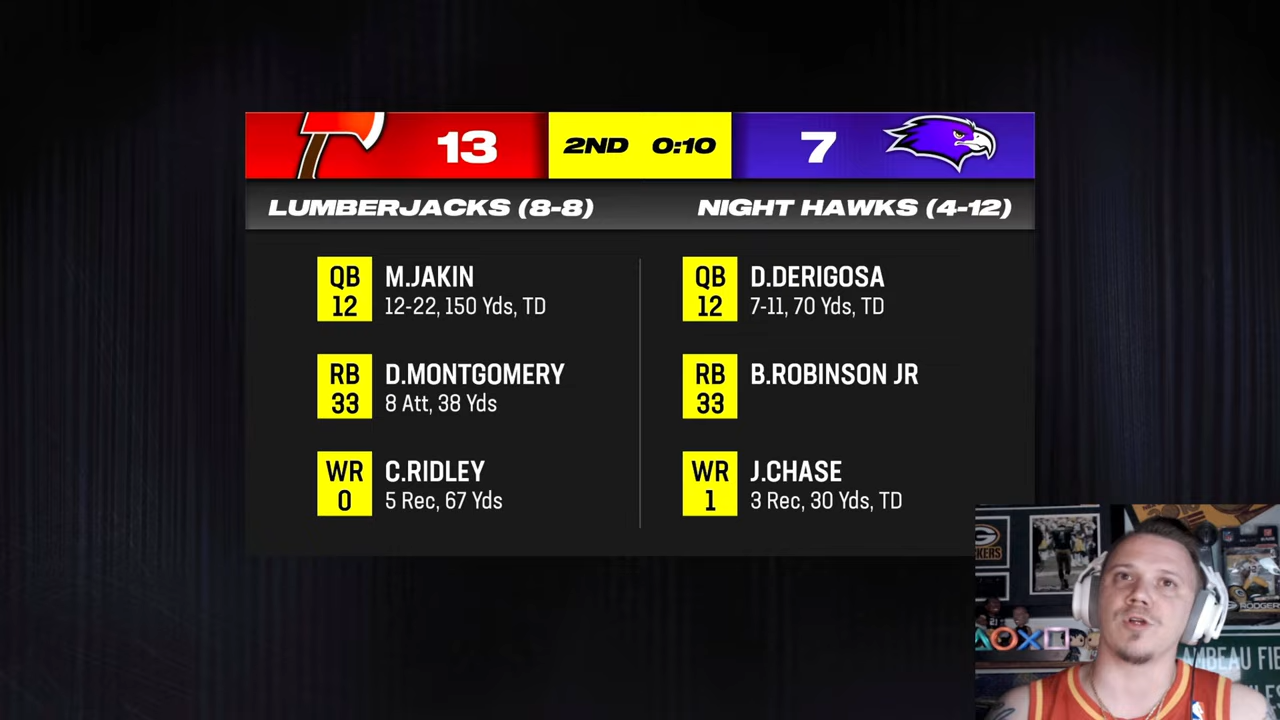 13 2ND 0:10 7
LUMBERJACKS (8-8) NIGHT HAWKS (4-12)
QB 12 M.JAKIN
12-22, 150 Yds, TD
RB 33 D.MONTGOMERY
8 Att, 38 Yds
WR 0 C.RIDLEY
5 Rec, 67 Yds
QB 12 D.DERIGOSA
7-11, 70 Yds, TD
RB 33 B.ROBINSON JR
WR 1 J.CHASE
3 Rec, 30 Yds, TD